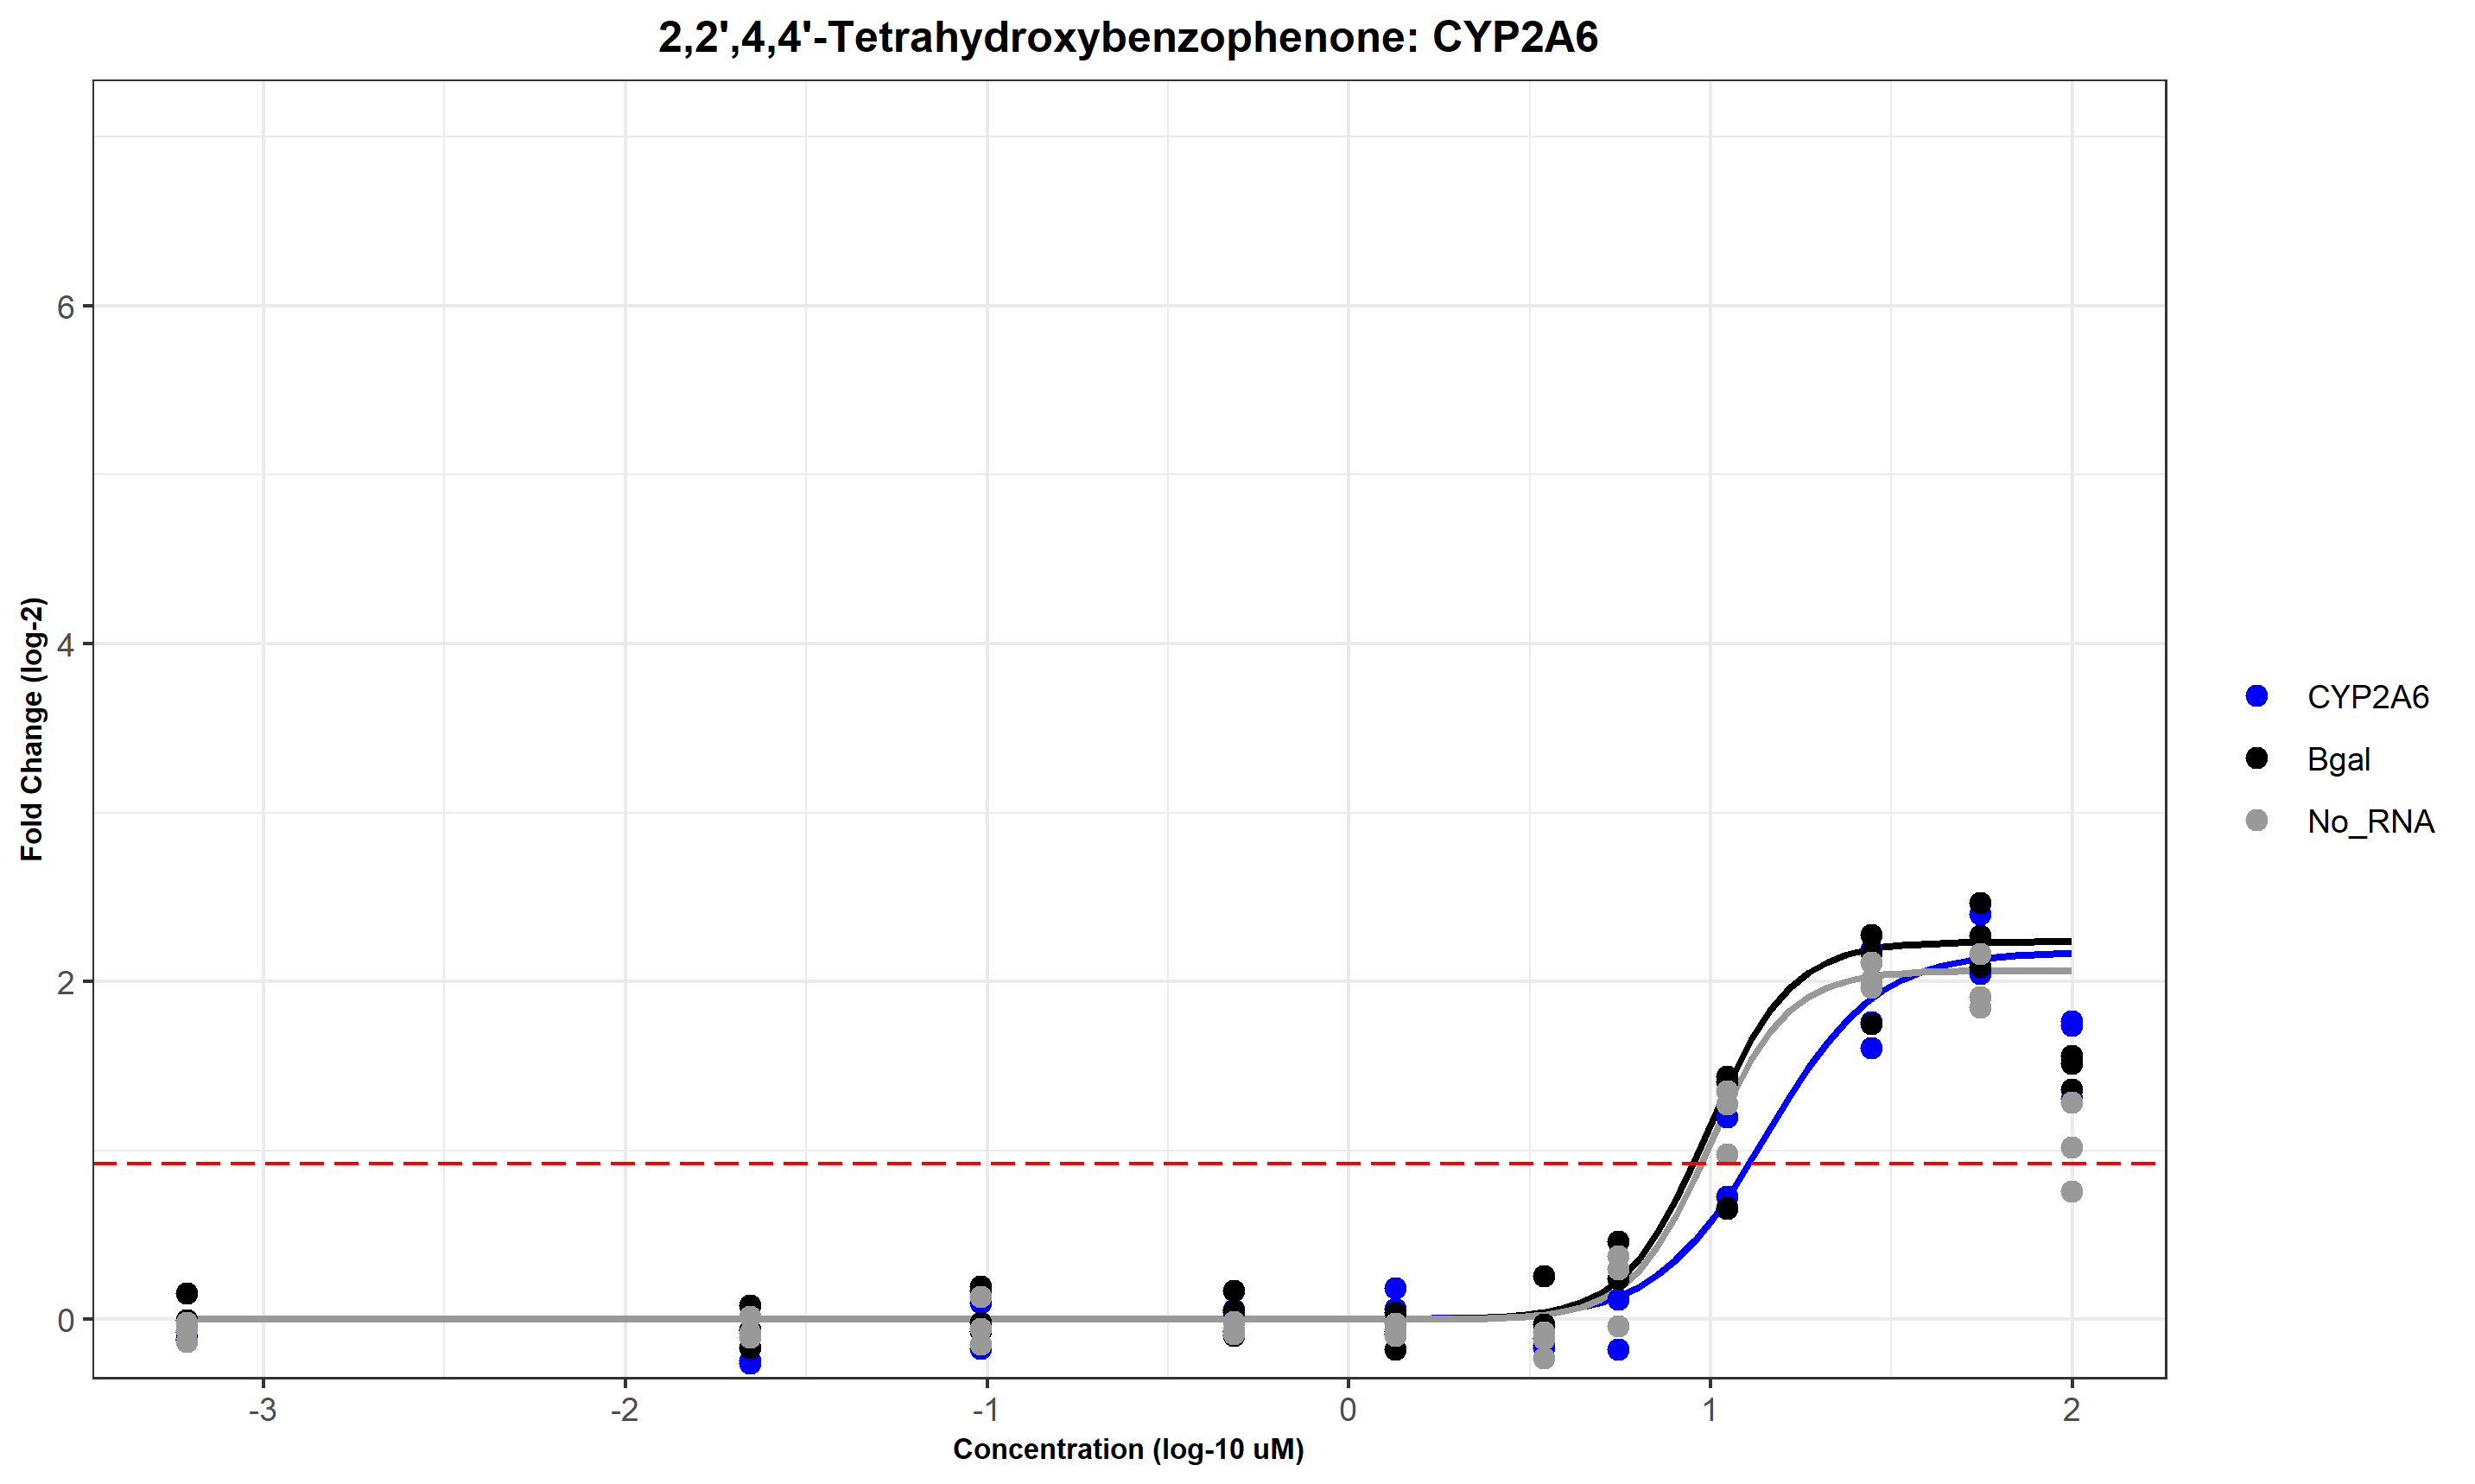 2,2',4,4'-Tetrahydroxybenzophenone: CYP2A6
Fold Change (log-2)
6
4
2
0
-3
-2
-1
0
1
2
Concentration (log-10 uM)
CYP2A6
Bgal
No_RNA